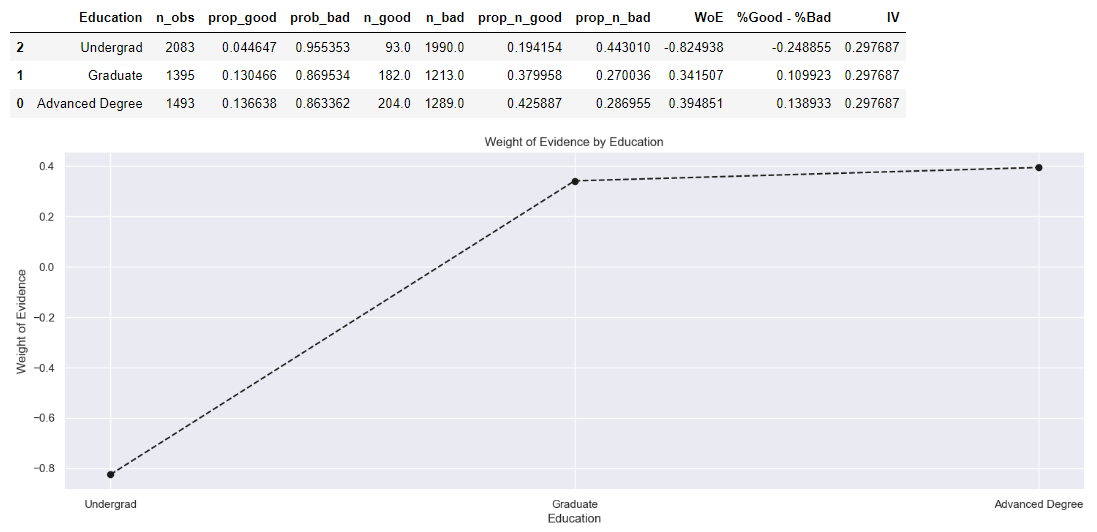 Education n_obs prop_good prob_bad n_good n_bad prop_n_good prop_n_bad WoE %Good - %Bad IV
2 Undergrad 2083 0.044647 0.955353 93.0 1990.0 0.194154 0.443010 -0.824938 -0.248855 0.297687
1 Graduate 1395 0.130466 0.869534 182.0 1213.0 0.379958 0.270036 0.341507 0.109923 0.297687
0 Advanced Degree 1493 0.136638 0.863362 204.0 1289.0 0.425887 0.286955 0.394851 0.138933 0.297687
Weight of Evidence by Education
Weight of Evidence
0.4
0.2
0.0
−0.2
−0.4
−0.6
−0.8
Undergrad Graduate Advanced Degree
Education